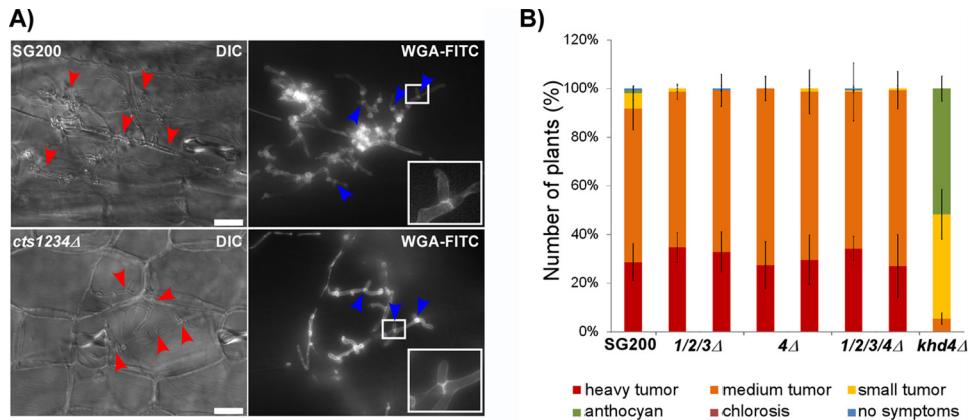 A)
SG200 DIC
WGA-FITC
cts1234Δ DIC
WGA-FITC
B)
Number of plants (%)
120%
100%
80%
60%
40%
20%
0%
SG200 1/2/3Δ 4Δ 1/2/3/4Δ khd4Δ
heavy tumor medium tumor small tumor
anthocyan chlorosis no symptoms